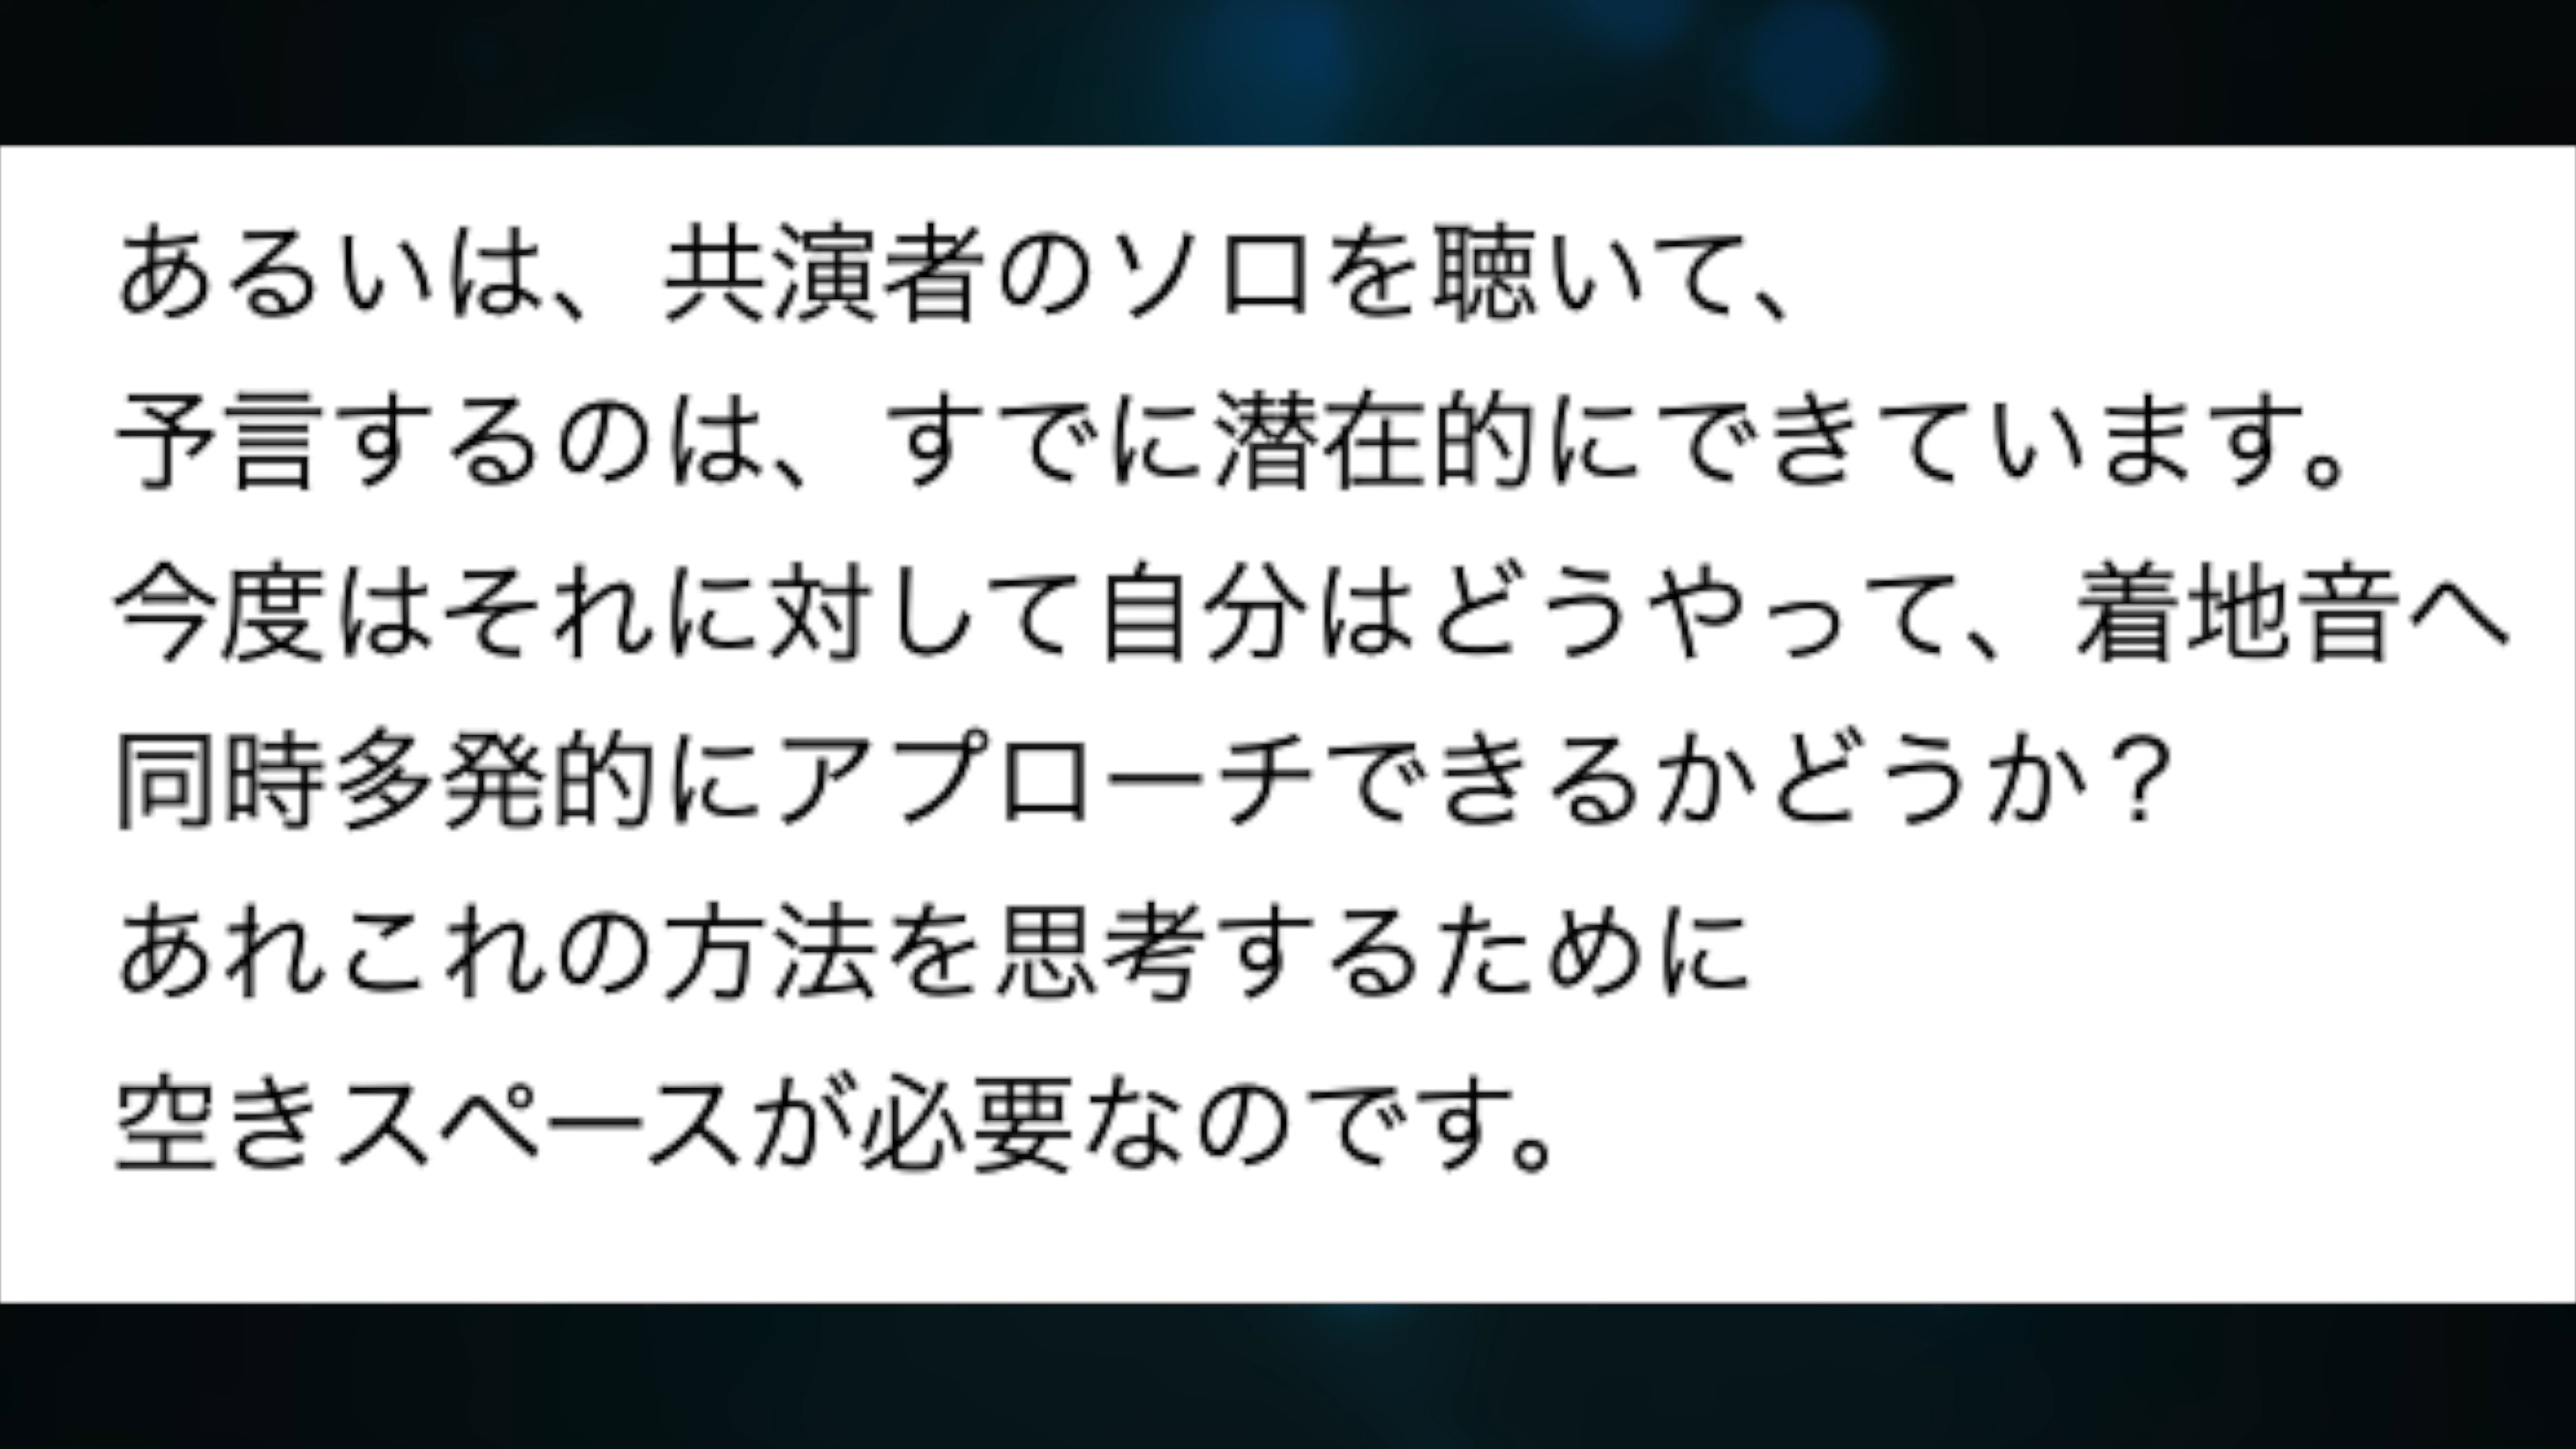 あるいは、共演者のソロを聴いて、
予言するのは、すでに潜在的にできています。
今度はそれに対して自分はどうやって、着地音へ
同時多発的にアプローチできるかどうか？
あれこれの方法を思考するために
空きスペースが必要なのです。